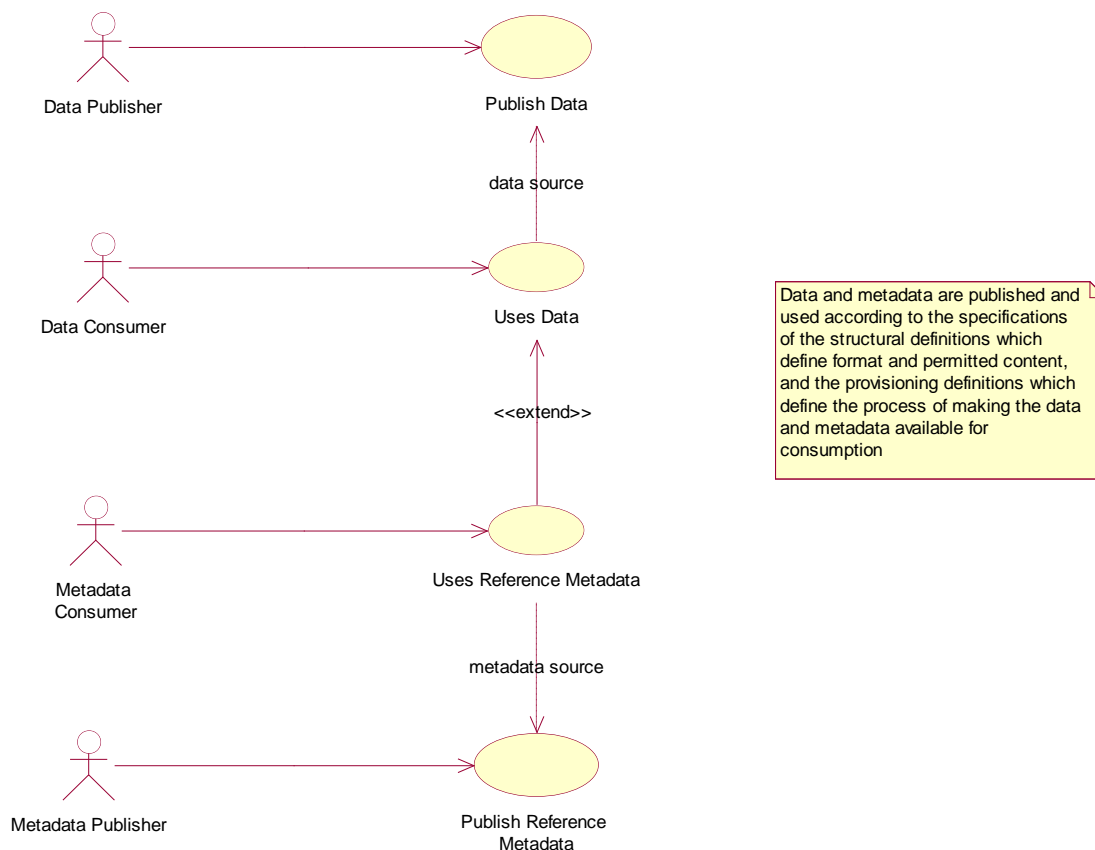 Data Publisher
Publish Data
data source
Data Consumer
Uses Data
Data and metadata are published and
used according to the specifications
of the structural definitions which
define format and permitted content,
and the provisioning definitions which
define the process of making the data
and metadata available for
consumption
<<extend>>
Metadata
Consumer
Uses Reference Metadata
metadata source
Metadata Publisher
Publish Reference
Metadata